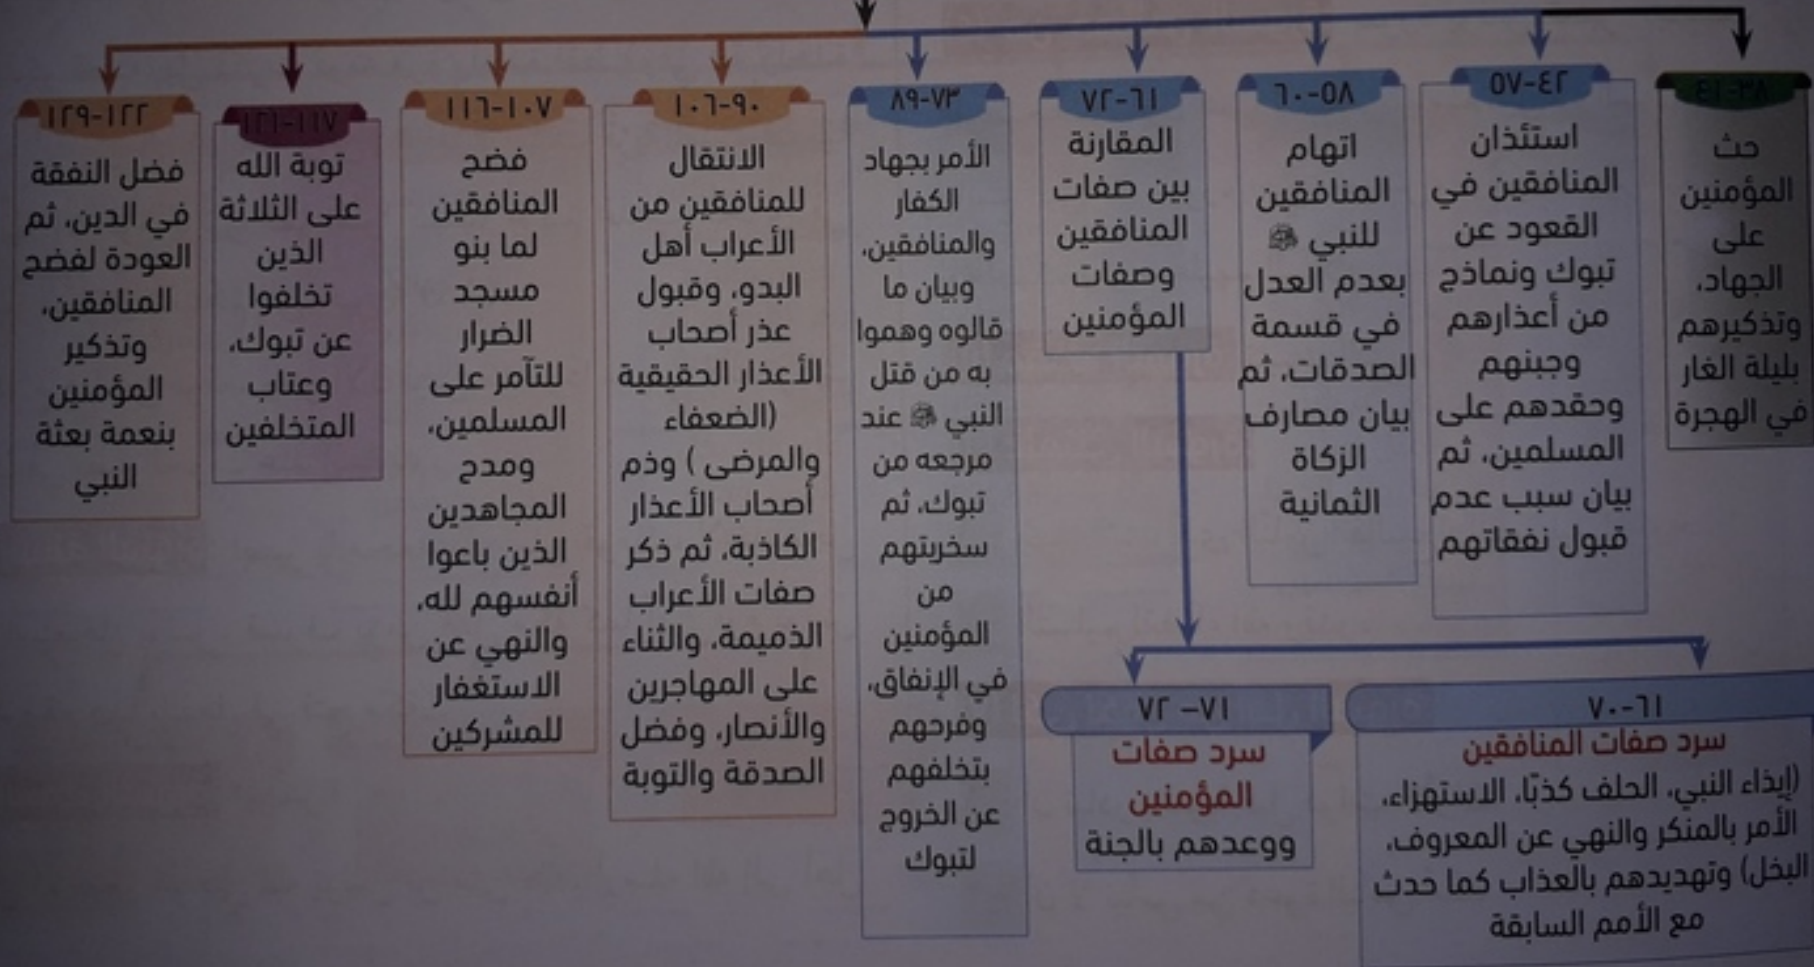 ٣٨-٤١
حث
المؤمنين
على
الجهاد،
وتذكيرهم
بليلة الغار
في الهجرة
٤٢-٥٧
استئذان
المنافقين في
القعود عن
تبوك ونماذج
من أعذارهم
وجبنهم
وحقدهم على
المسلمين، ثم
بيان سبب عدم
قبول نفقاتهم
٥٨-٦٠
اتهام
المنافقين
للنبي ﷺ
بعدم العدل
في قسمة
الصدقات، ثم
بيان مصارف
الزكاة
الثمانية
٦١-٧٢
المقارنة
بين صفات
المنافقين
وصفات
المؤمنين
٦١-٧٠
سرد صفات المنافقين
(إيذاء النبي، الحلف كذبًا، الاستهزاء،
الأمر بالمنكر والنهي عن المعروف،
البخل) وتهديدهم بالعذاب كما حدث
مع الأمم السابقة
٧١– ٧٢
سرد صفات
المؤمنين
ووعدهم بالجنة
٧٣-٨٩
الأمر بجهاد
الكفار
والمنافقين،
وبيان ما
قالوه وهموا
به من قتل
النبي ﷺ عند
مرجعه من
تبوك، ثم
سخريتهم
من
المؤمنين
في الإنفاق،
وفرحهم
بتخلفهم
عن الخروج
لتبوك
٩٠-١٠٦
الانتقال
للمنافقين من
الأعراب أهل
البدو، وقبول
عذر أصحاب
الأعذار الحقيقية
(الضعفاء
والمرضى ) وذم
أصحاب الأعذار
الكاذبة، ثم ذكر
صفات الأعراب
الذميمة، والثناء
على المهاجرين
والأنصار، وفضل
الصدقة والتوبة
١٠٧-١١٦
فضح
المنافقين
لما بنو
مسجد
الضرار
للتآمر على
المسلمين،
ومدح
المجاهدين
الذين باعوا
أنفسهم لله،
والنهي عن
الاستغفار
للمشركين
١١٧-١٢١
توبة الله
على الثلاثة
الذين
تخلفوا
عن تبوك،
وعتاب
المتخلفين
١٢٢-١٢٩
فضل النفقة
في الدين، ثم
العودة لفضح
المنافقين،
وتذكير
المؤمنين
بنعمة بعثة
النبي